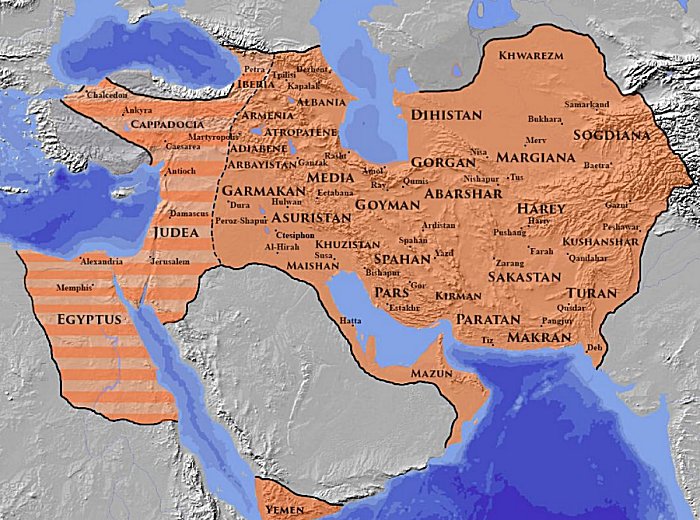 Khwarezm
Petra
Tpilisi
Derbent
Iberia
Kapalak
Chalcedon
Albania
Samarkand
Ankyra
Armenia
Dihistan
Bukhara
Cappadocia
Atropatene
Sogdiana
Martyropolis
Merv
Caesarea
Adiabene
Rasht
Nisa
Margiana
Arbayistan
Ganzak
Gorgan
Baetra
Antioch
Media
Amol
Nishapur
Tus
Ray
Qumis
Garmakan
Ectabana
Abarshar
Dura
Hulwan
Goyman
Harey
Gazni
Damascus
Peroz-Shapur
Asuristan
Harey
Ardistan
Pushang
Peshawar
Judea
Ctesiphon
Spahan
Kushanshar
Al-Hirah
Khuzistan
Yazd
Farah
Alexandria
Jerusalem
Susa
Spahan
Qandahar
Maishan
Zarang
Bishapur
Sakastan
Memphis
Gor
Pars
Kirman
Turan
Estakhr
Qusdar
Egyptus
Hatta
Paratan
Panjguy
Tiz
Makran
Deb
Mazun
Yemen